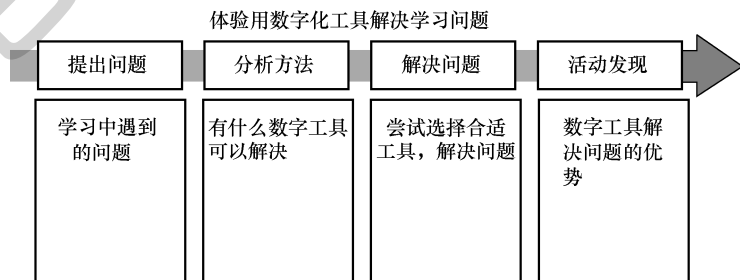 体验用数字化工具解决学习问题
提出问题
分析方法
解决问题
活动发现
学习中遇到
的问题
有什么数字工具
可以解决
尝试选择合适
工具，解决问题
数字工具解
决问题的优
势